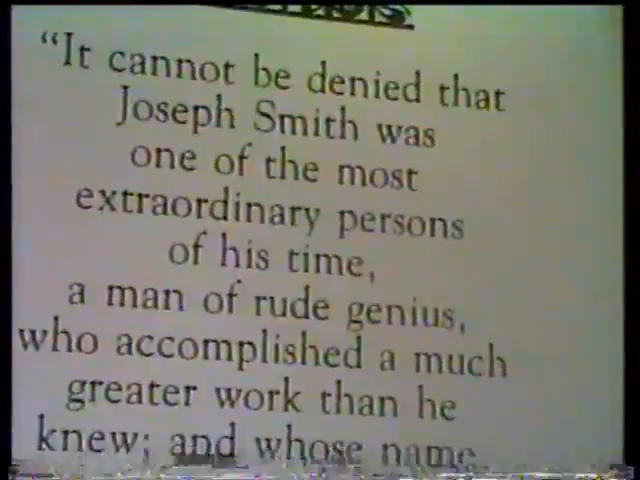 “It cannot be denied that
Joseph Smith was
one of the most
extraordinary persons
of his time,
a man of rude genius,
who accomplished a much
greater work than he
knew; and whose name